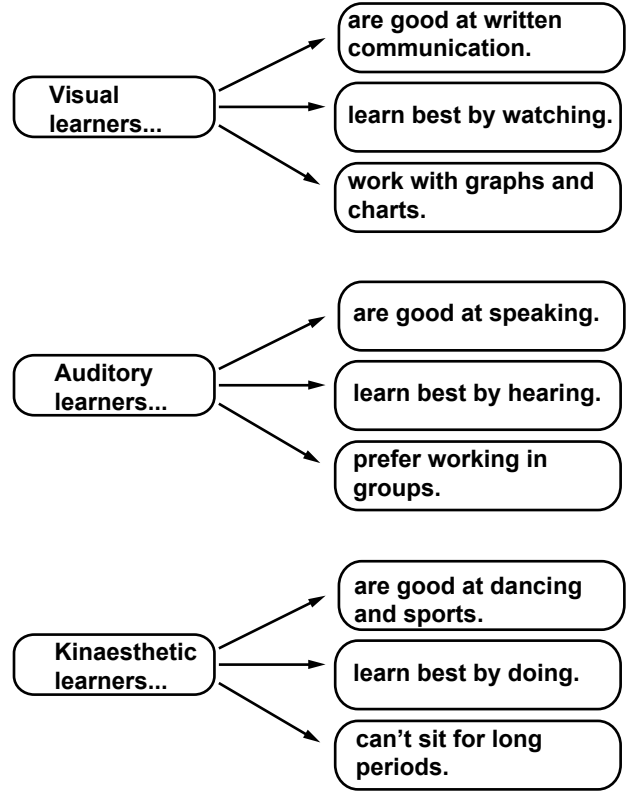 Visual
learners...
are good at written
communication.
learn best by watching.
work with graphs and
charts.
Auditory
learners...
are good at speaking.
learn best by hearing.
prefer working in
groups.
Kinaesthetic
learners...
are good at dancing
and sports.
learn best by doing.
can't sit for long
periods.